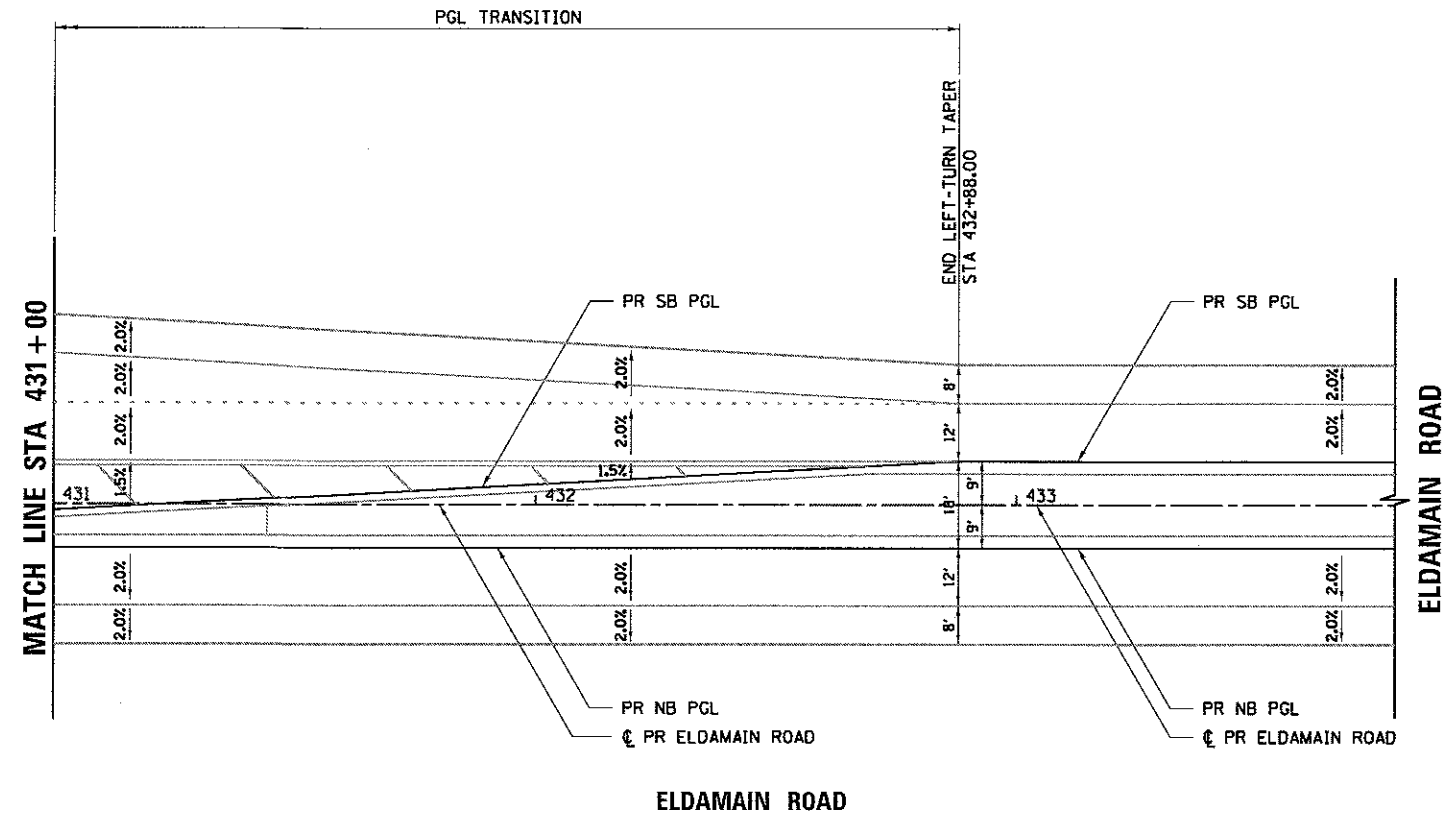 PGL TRANSITION
END LEFT-TURN TAPER
STA 432+88.00
PR SB PGL
PR SB PGL
MATCH LINE STA 431+00
ELDAMAIN ROAD
2.0%
2.0%
2.0%
1.5%
2.0%
2.0%
1.5%
8'
12'
9'
18'
9'
2.0%
2.0%
431
432
433
2.0%
2.0%
2.0%
2.0%
12'
8'
2.0%
2.0%
PR NB PGL
℄ PR ELDAMAIN ROAD
PR NB PGL
℄ PR ELDAMAIN ROAD
ELDAMAIN ROAD